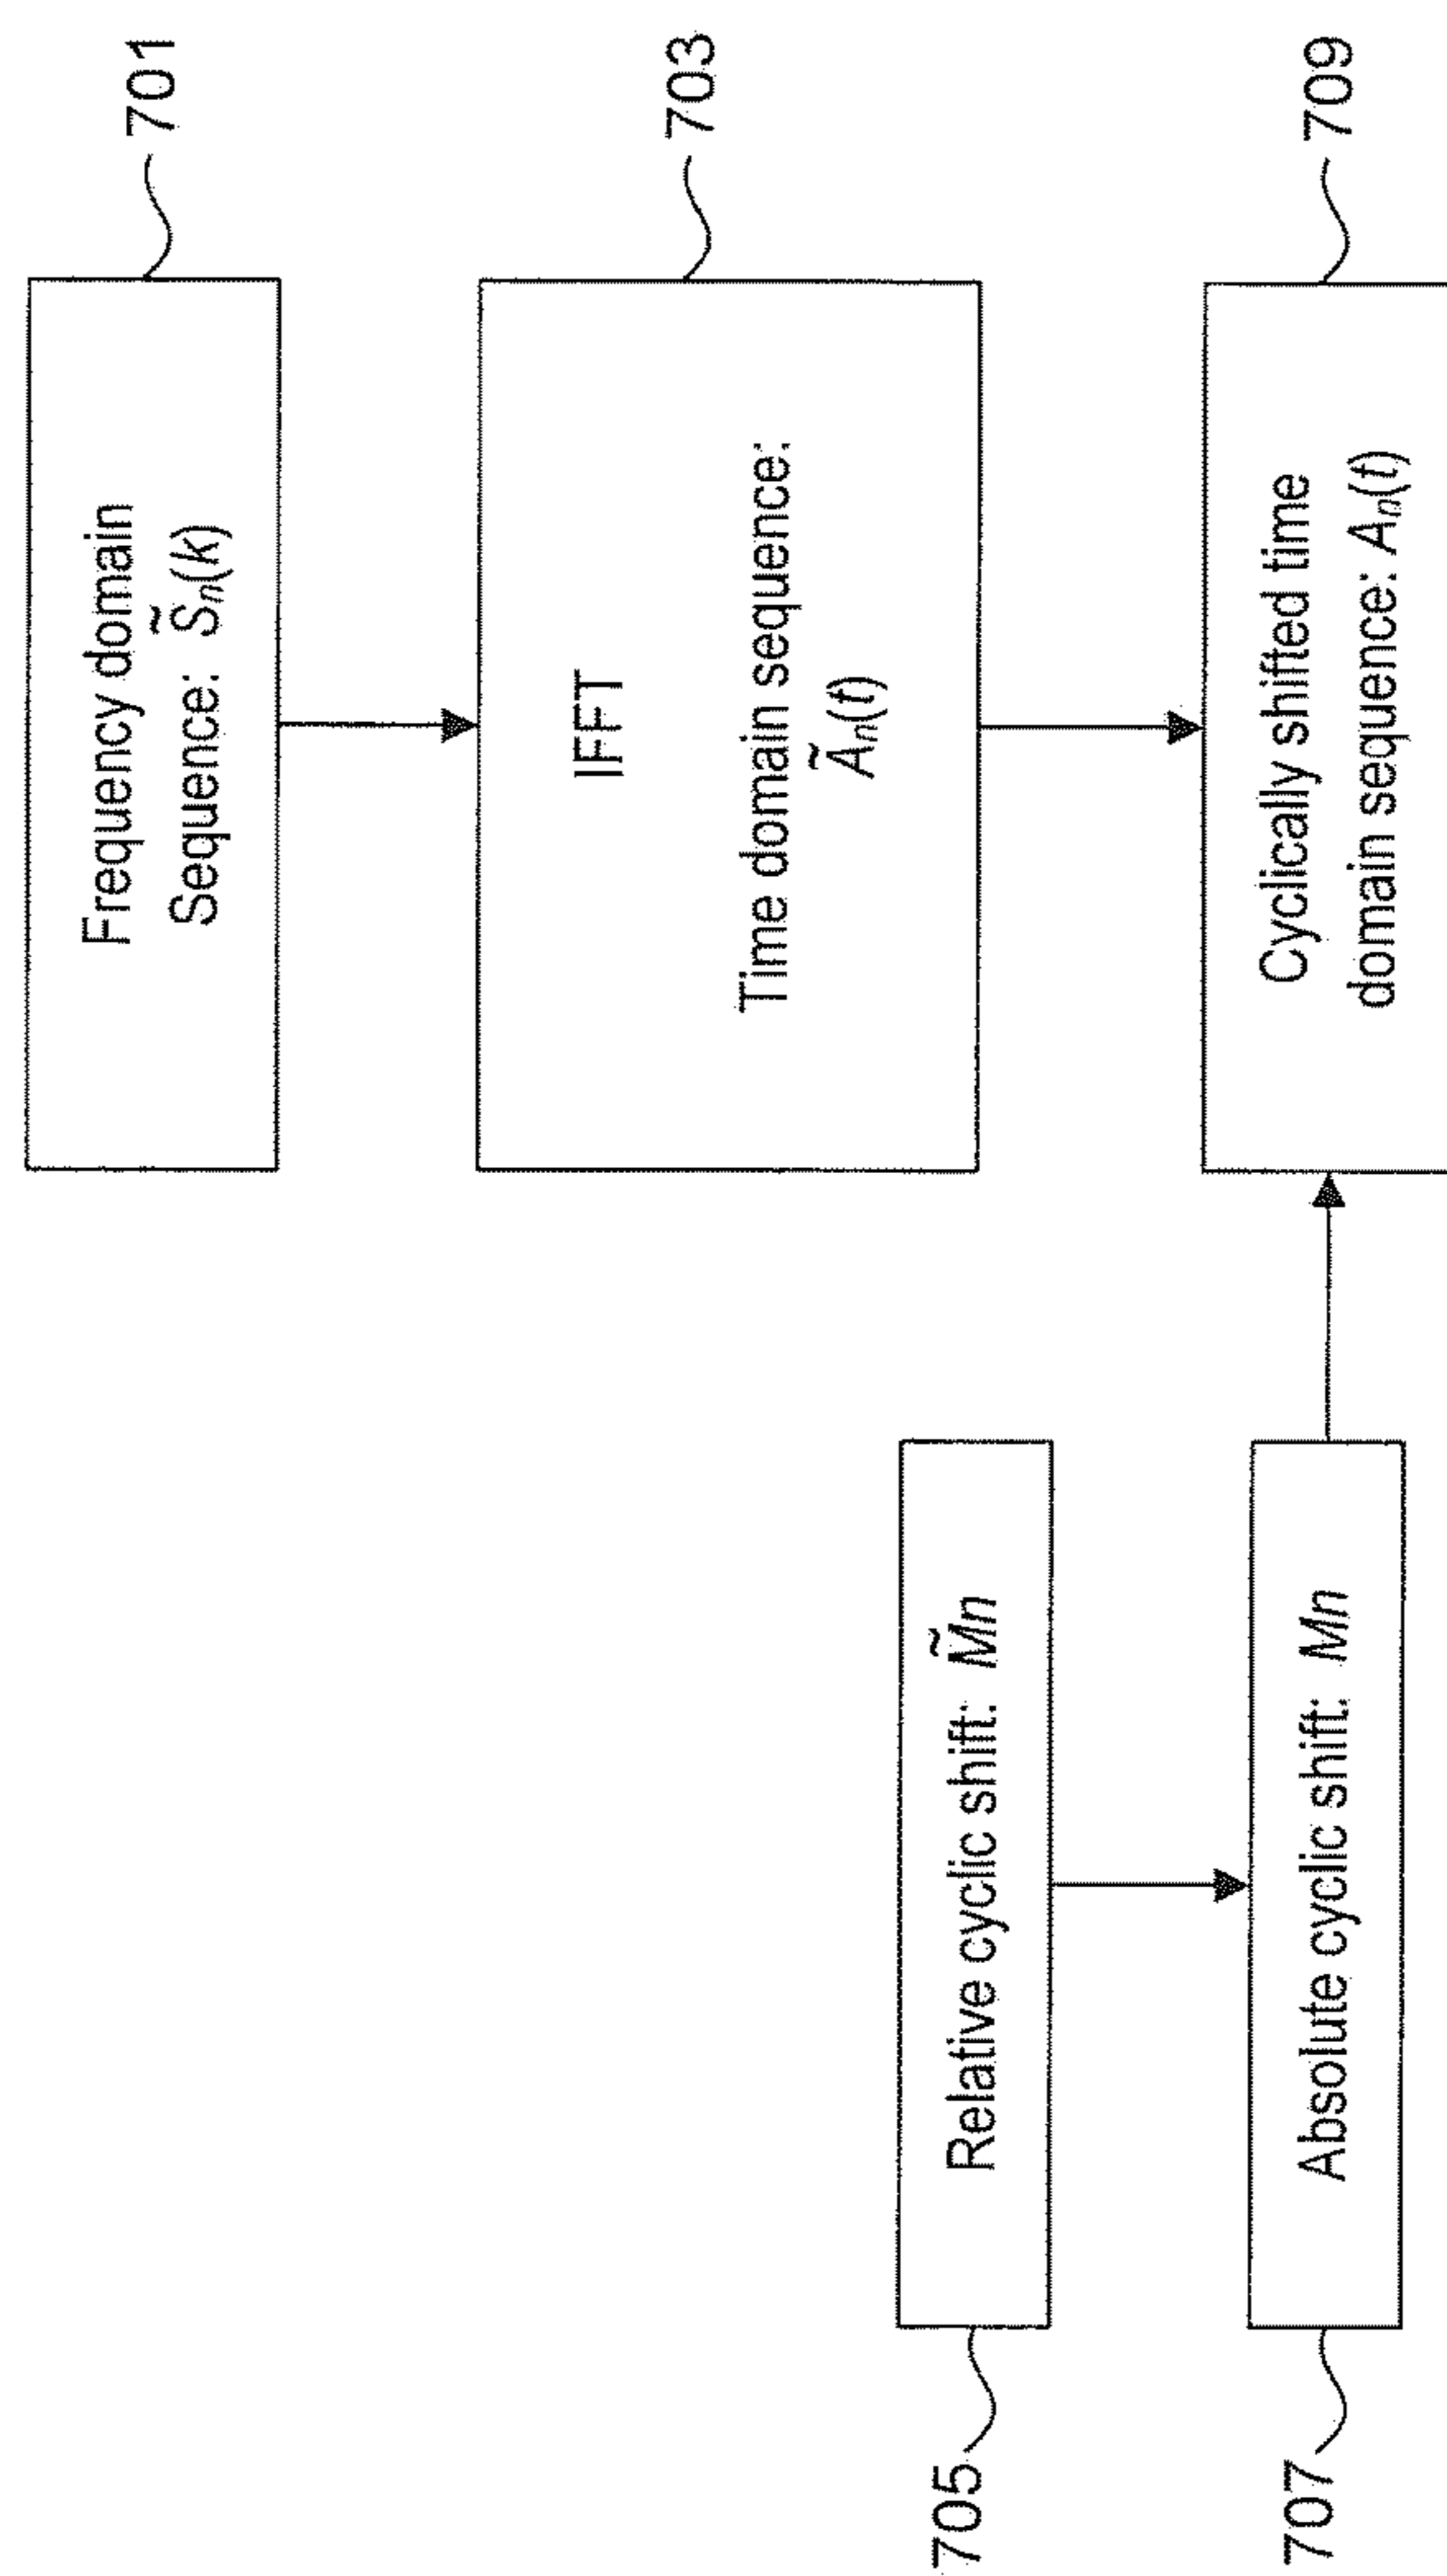 Frequency domain
Sequence: S̃n(k)
701
IFFT
Time domain sequence:
Ãn(t)
703
Relative cyclic shift: M̃n
705
Absolute cyclic shift: Mn
707
Cyclically shifted time
domain sequence: An(t)
709